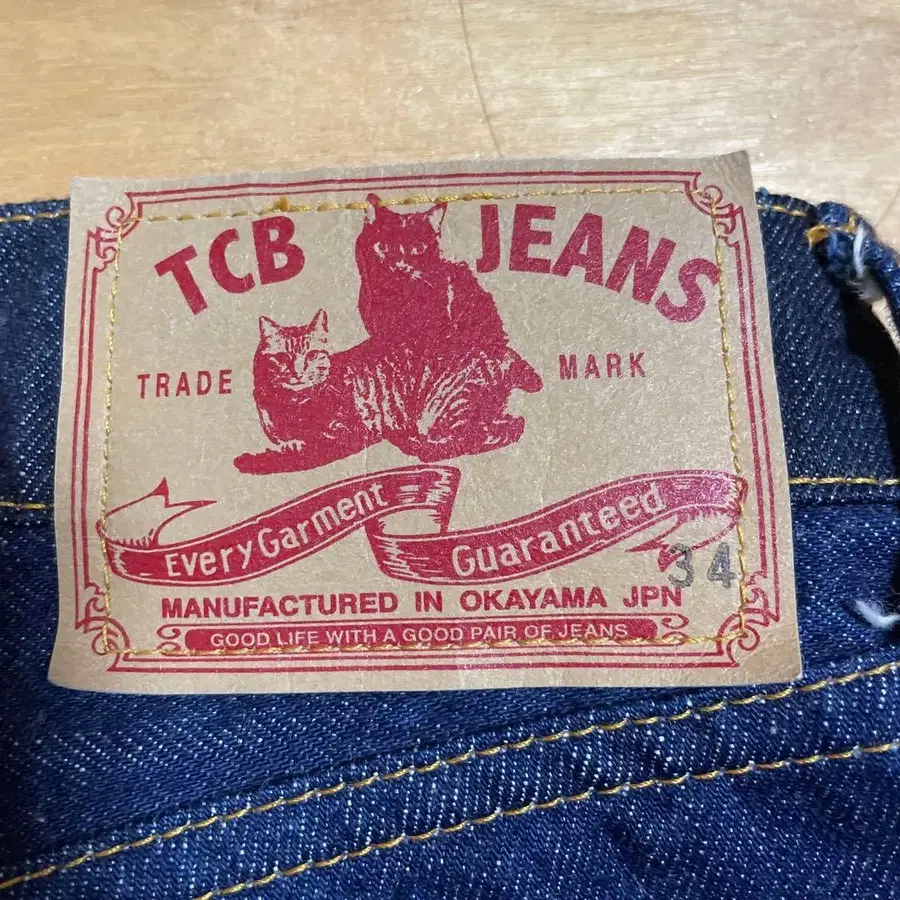 TCB JEANS
TRADE MARK
Every Garment Guaranteed
34
MANUFACTURED IN OKAYAMA JPN
GOOD LIFE WITH A GOOD PAIR OF JEANS